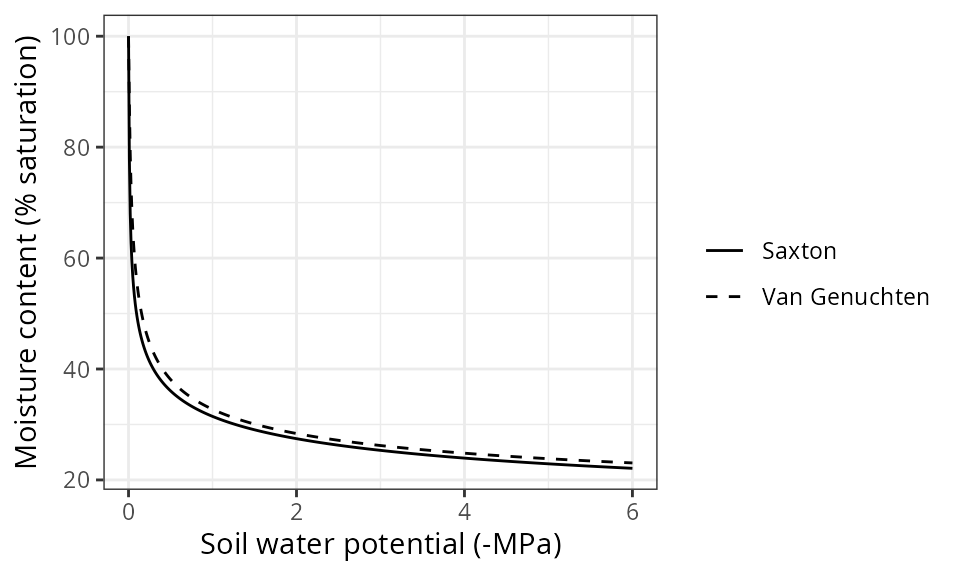 Moisture content (% saturation)
100
80
60
40
20
0
2
4
6
Soil water potential (-MPa)
Saxton
Van Genuchten